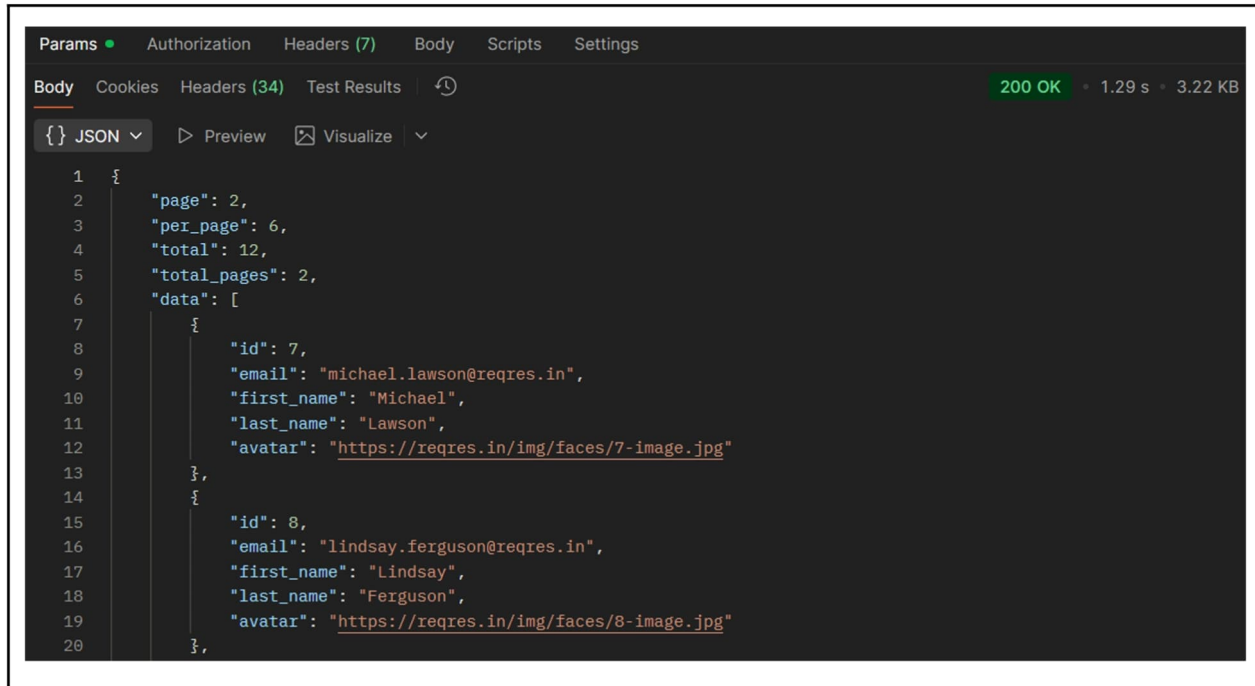 Params Authorization Headers (7) Body Scripts Settings
Body Cookies Headers (34) Test Results 200 OK • 1.29 s • 3.22 KB
{} JSON Preview Visualize
1 {
2 "page": 2,
3 "per_page": 6,
4 "total": 12,
5 "total_pages": 2,
6 "data": [
7 {
8 "id": 7,
9 "email": "michael.lawson@reqres.in",
10 "first_name": "Michael",
11 "last_name": "Lawson",
12 "avatar": "https://reqres.in/img/faces/7-image.jpg"
13 },
14 {
15 "id": 8,
16 "email": "lindsay.ferguson@reqres.in",
17 "first_name": "Lindsay",
18 "last_name": "Ferguson",
19 "avatar": "https://reqres.in/img/faces/8-image.jpg"
20 },